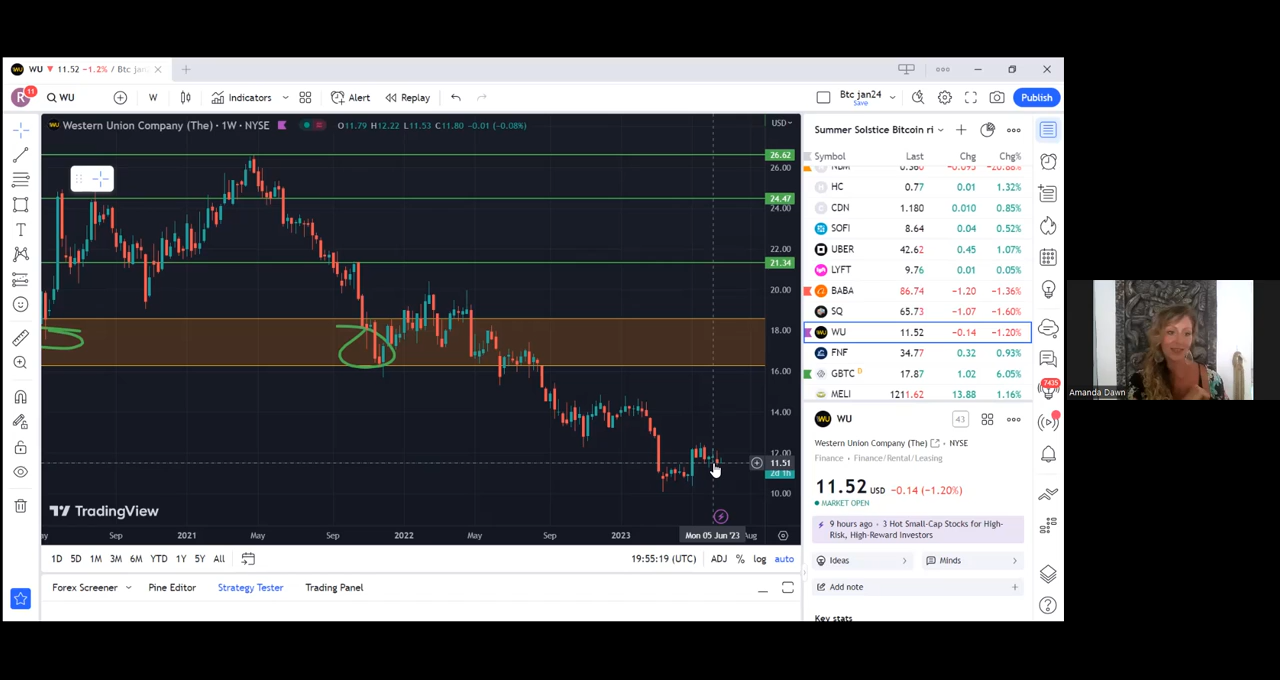 WU ▼ 11.52 −1.2% / Btc jan
R 11 WU W Indicators Alert Replay Btc jan24 Save Publish
Western Union Company (The) · 1W · NYSE O11.79 H12.22 L11.53 C11.80 −0.01 (−0.08%) USD
26.62
26.00
24.47
24.00
22.00
21.34
20.00
18.00
16.00
14.00
12.00
11.51
2d 1h
10.00
TradingView
Sep 2021 May Sep 2022 May Sep 2023 Mon 05 Jun '23 Aug
1D 5D 1M 3M 6M YTD 1Y 5Y All 19:55:19 (UTC) ADJ % log auto
Forex Screener Pine Editor Strategy Tester Trading Panel
Summer Solstice Bitcoin ri
Symbol Last Chg Chg%
HC 0.77 0.01 1.32%
CDN 1.180 0.010 0.85%
SOFI 8.64 0.04 0.52%
UBER 42.62 0.45 1.07%
LYFT 9.76 0.01 0.05%
BABA 86.74 −1.20 −1.36%
SQ 65.73 −1.07 −1.60%
WU 11.52 −0.14 −1.20%
FNF 34.77 0.32 0.93%
GBTC D 17.87 1.02 6.05%
MELI 1211.62 13.88 1.16%
WU 43
Western Union Company (The) · NYSE
Finance · Finance/Rental/Leasing
11.52 USD −0.14 (−1.20%)
MARKET OPEN
9 hours ago · 3 Hot Small-Cap Stocks for High-
Risk, High-Reward Investors
Ideas Minds
Add note
Key stats
7435
Amanda Dawn